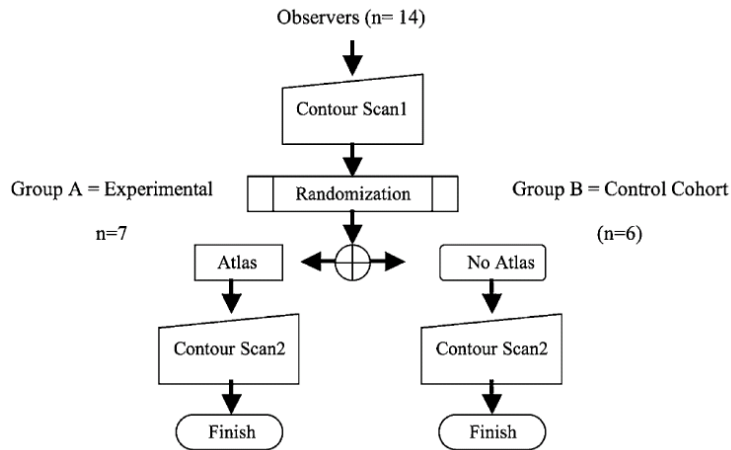 Observers (n= 14)
Contour Scan1
Group A = Experimental
n=7
Randomization
Group B = Control Cohort
(n=6)
Atlas
No Atlas
Contour Scan2
Contour Scan2
Finish
Finish